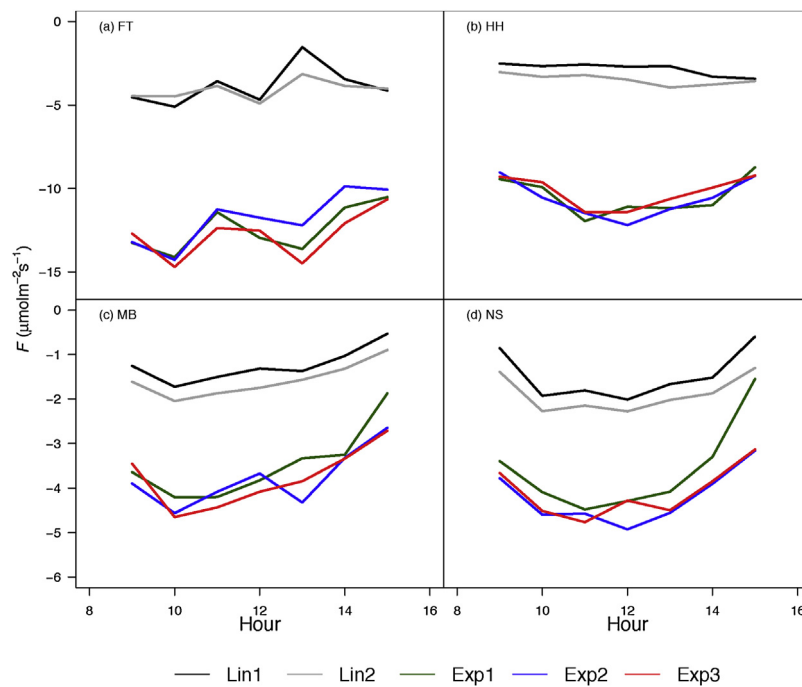 (a) FT
(b) HH
0
−5
−10
−15
(c) MB
(d) NS
0
−1
−2
−3
−4
−5
−6
F (μmolm−2s−1)
8 10 12 14 16
8 10 12 14 16
Hour
Hour
Lin1 Lin2 Exp1 Exp2 Exp3